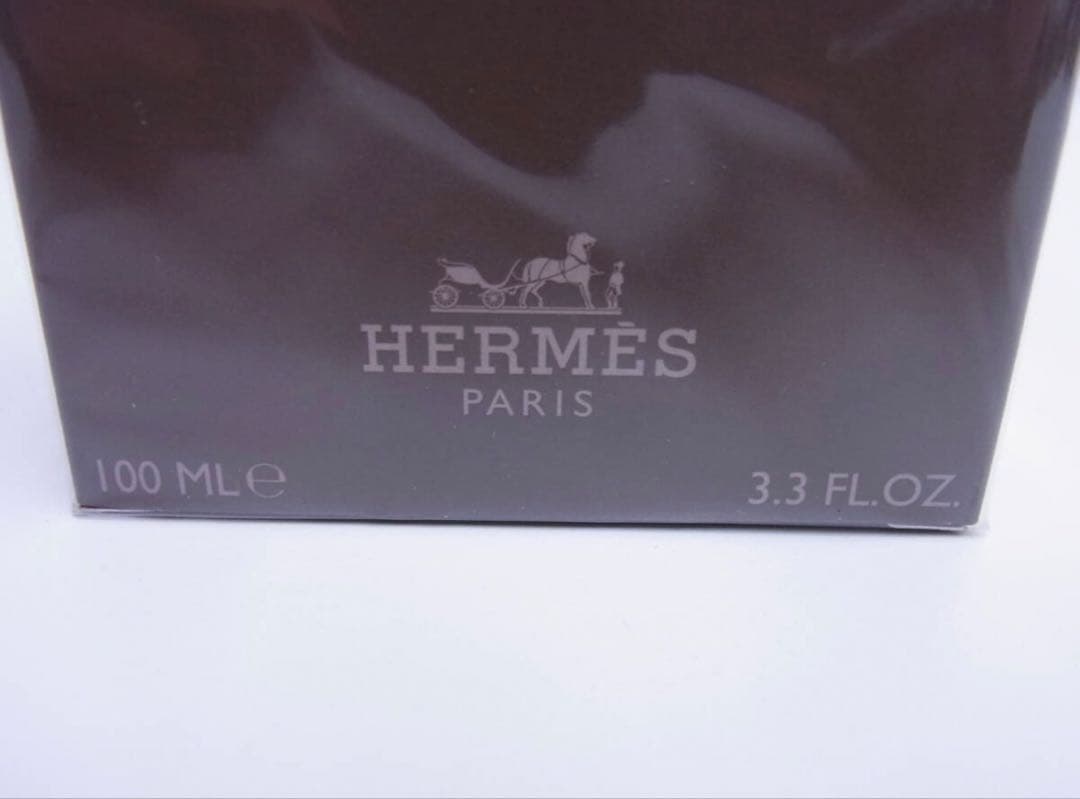 HERMÈS
PARIS
100 ML ℮
3.3 FL.OZ.